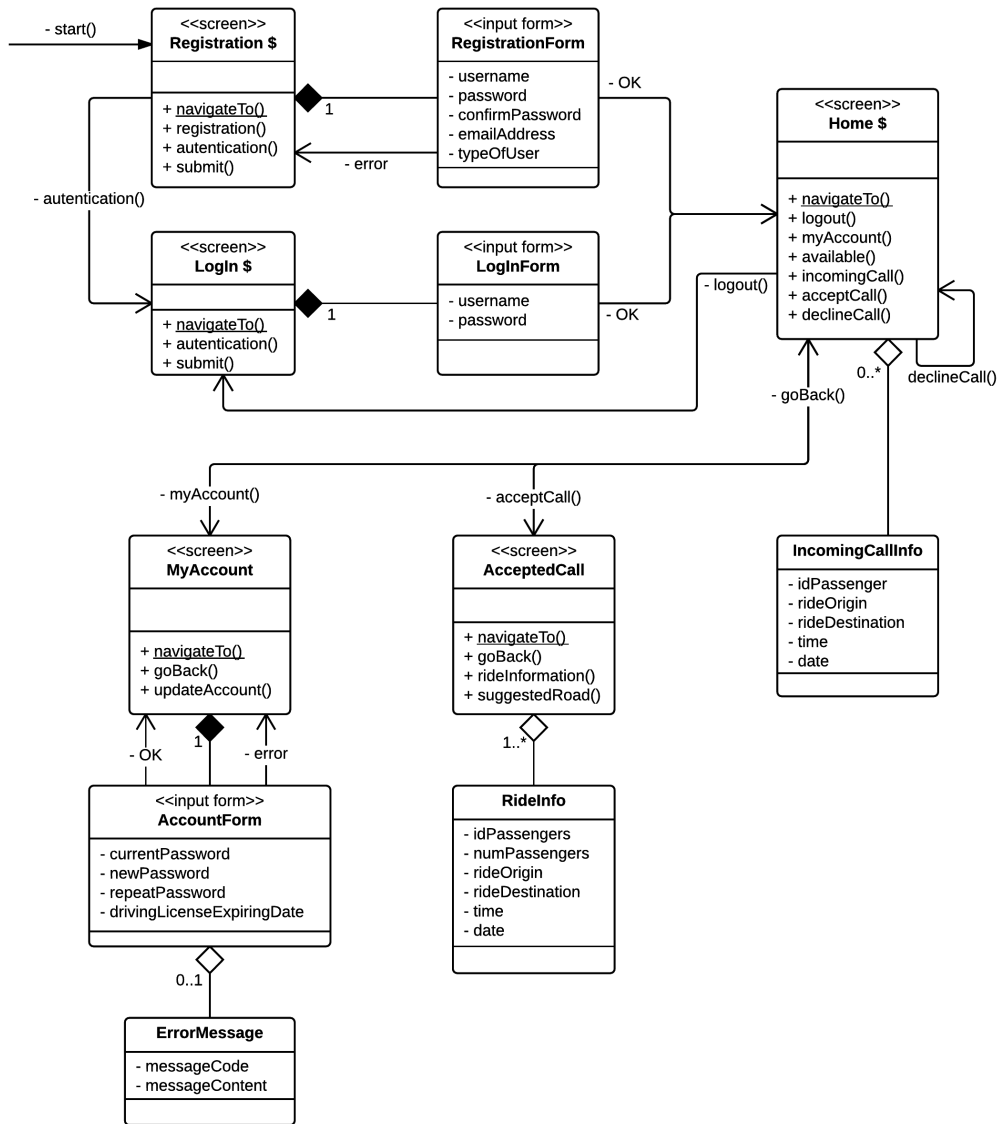 - start()
<<screen>>
Registration $
+ navigateTo()
+ registration()
+ autentication()
+ submit()
1
<<input form>>
RegistrationForm
- username
- password
- confirmPassword
- emailAddress
- typeOfUser
- OK
- error
- autentication()
<<screen>>
LogIn $
+ navigateTo()
+ autentication()
+ submit()
1
<<input form>>
LogInForm
- username
- password
- OK
<<screen>>
Home $
+ navigateTo()
+ logout()
+ myAccount()
+ available()
+ incomingCall()
+ acceptCall()
+ declineCall()
- logout()
declineCall()
0..*
- goBack()
- myAccount()
- acceptCall()
<<screen>>
MyAccount
+ navigateTo()
+ goBack()
+ updateAccount()
<<screen>>
AcceptedCall
+ navigateTo()
+ goBack()
+ rideInformation()
+ suggestedRoad()
IncomingCallInfo
- idPassenger
- rideOrigin
- rideDestination
- time
- date
- OK
1
- error
1..*
<<input form>>
AccountForm
- currentPassword
- newPassword
- repeatPassword
- drivingLicenseExpiringDate
RideInfo
- idPassengers
- numPassengers
- rideOrigin
- rideDestination
- time
- date
0..1
ErrorMessage
- messageCode
- messageContent